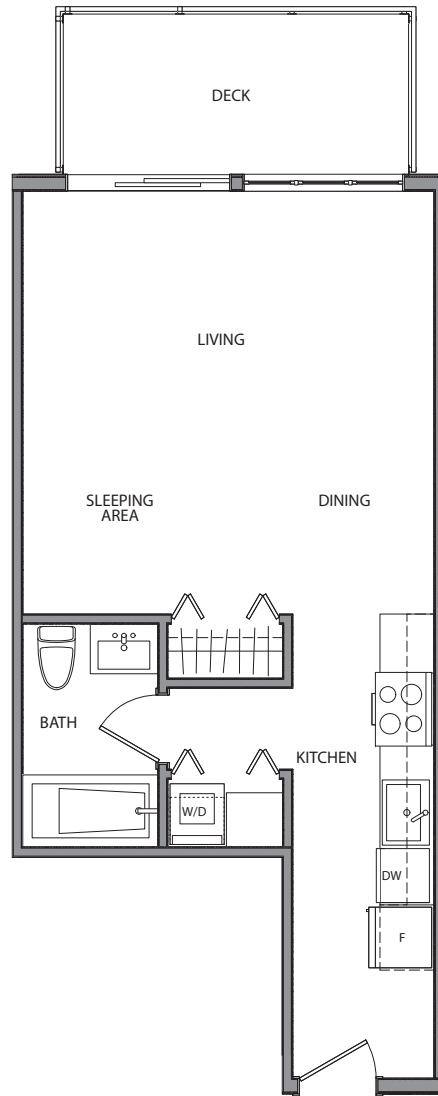 DECK
LIVING
SLEEPING
AREA
DINING
BATH
KITCHEN
W/D
DW
F